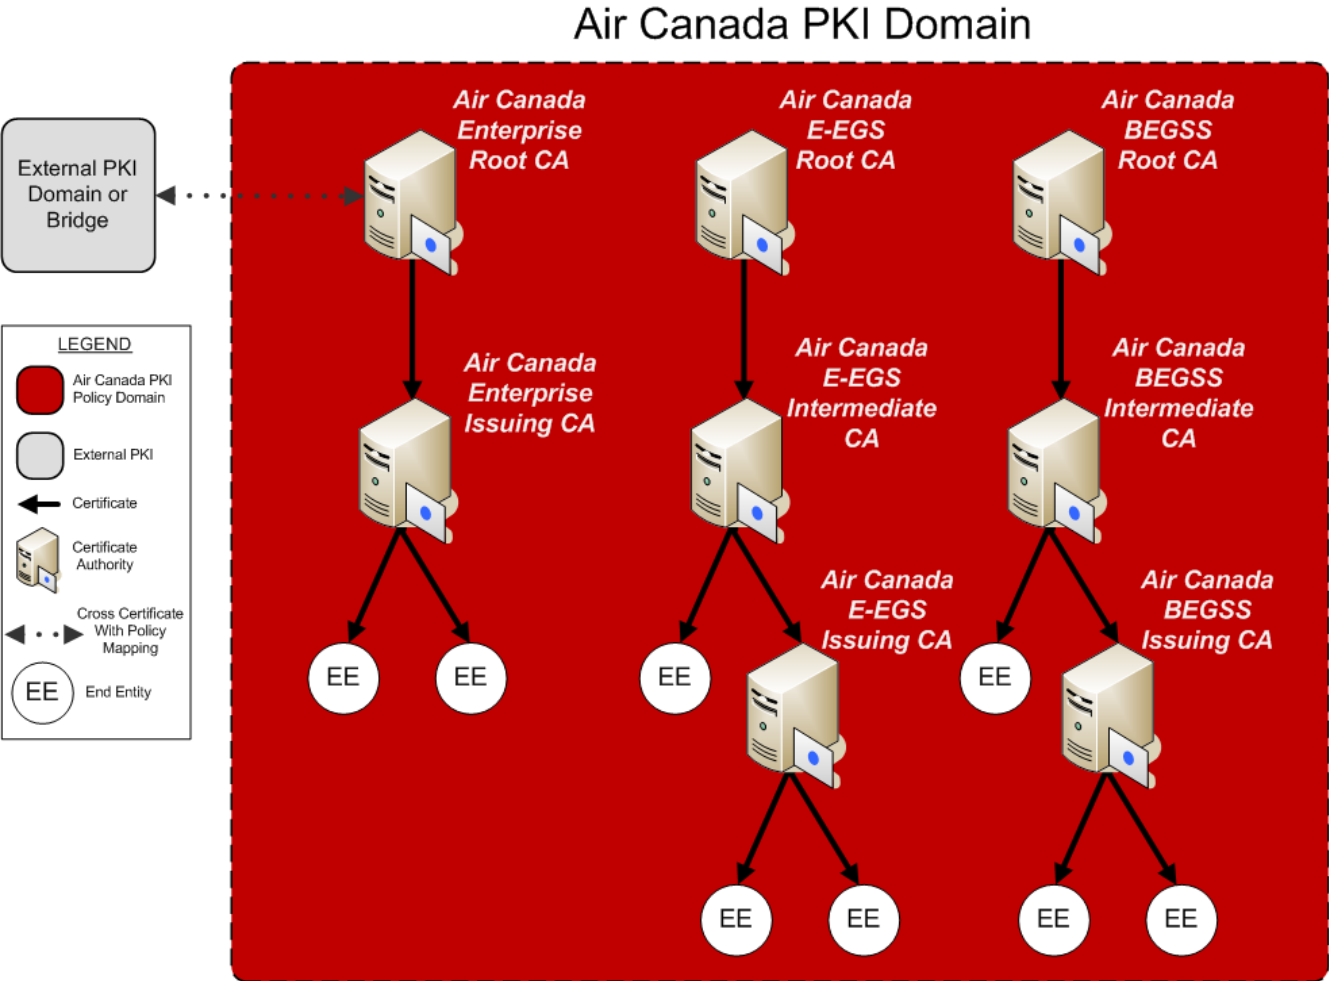 Air Canada PKI Domain
External PKI
Domain or
Bridge
Air Canada
Enterprise
Root CA
Air Canada
E-EGS
Root CA
Air Canada
BEGSS
Root CA
Air Canada
Enterprise
Issuing CA
Air Canada
E-EGS
Intermediate
CA
Air Canada
BEGSS
Intermediate
CA
Air Canada
E-EGS
Issuing CA
Air Canada
BEGSS
Issuing CA
EE
EE
EE
EE
EE
EE
EE
EE
LEGEND
Air Canada PKI
Policy Domain
External PKI
Certificate
Certificate
Authority
Cross Certificate
With Policy
Mapping
EE
End Entity